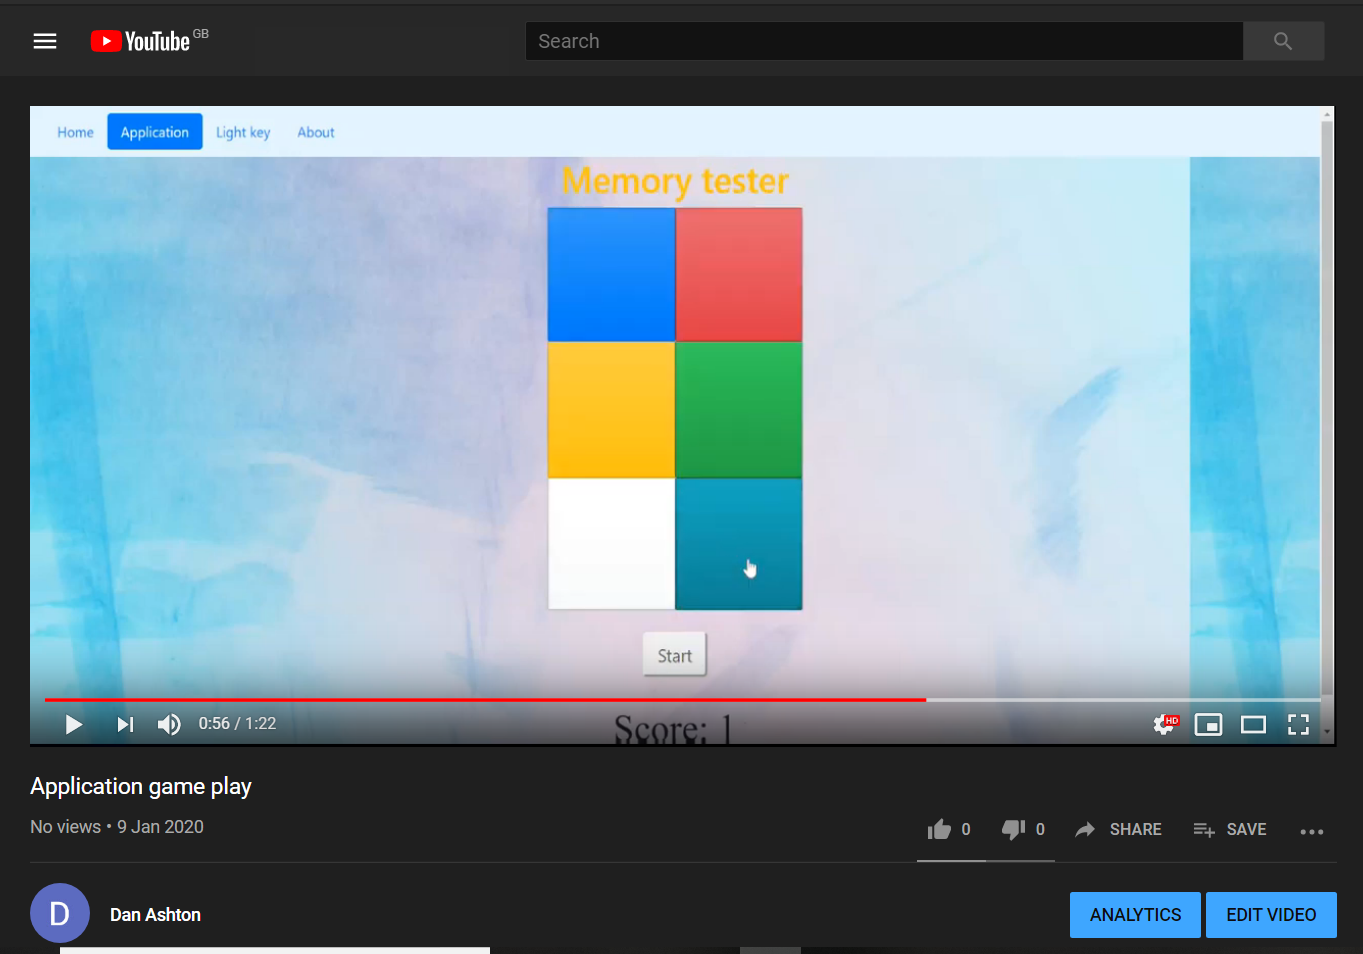 YouTube GB
Search
Home Application Light key About
Memory tester
Start
Score: 1
0:56 / 1:22
HD
Application game play
No views • 9 Jan 2020
0 0 SHARE SAVE
D Dan Ashton
ANALYTICS EDIT VIDEO